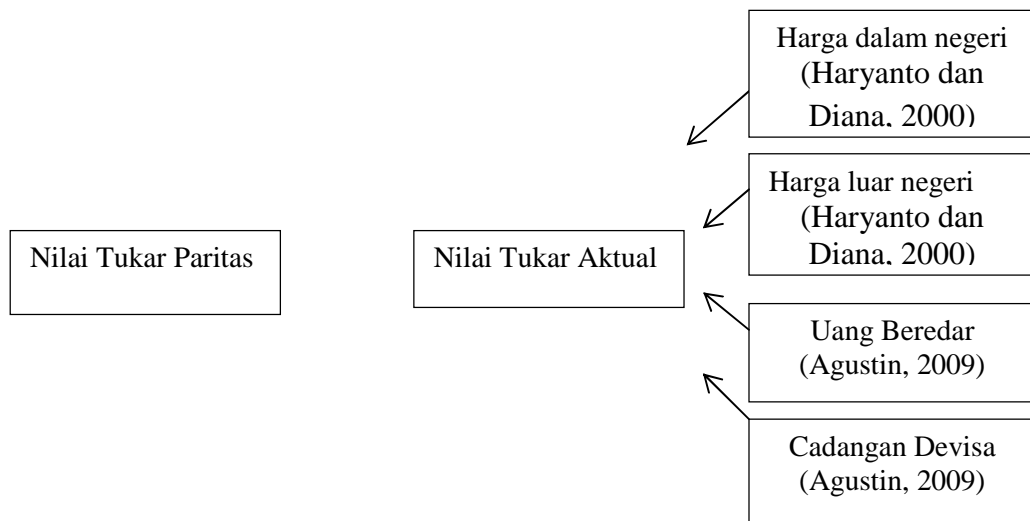 Nilai Tukar Paritas
Nilai Tukar Aktual
Harga dalam negeri
(Haryanto dan
Diana, 2000)
Harga luar negeri
(Haryanto dan
Diana, 2000)
Uang Beredar
(Agustin, 2009)
Cadangan Devisa
(Agustin, 2009)